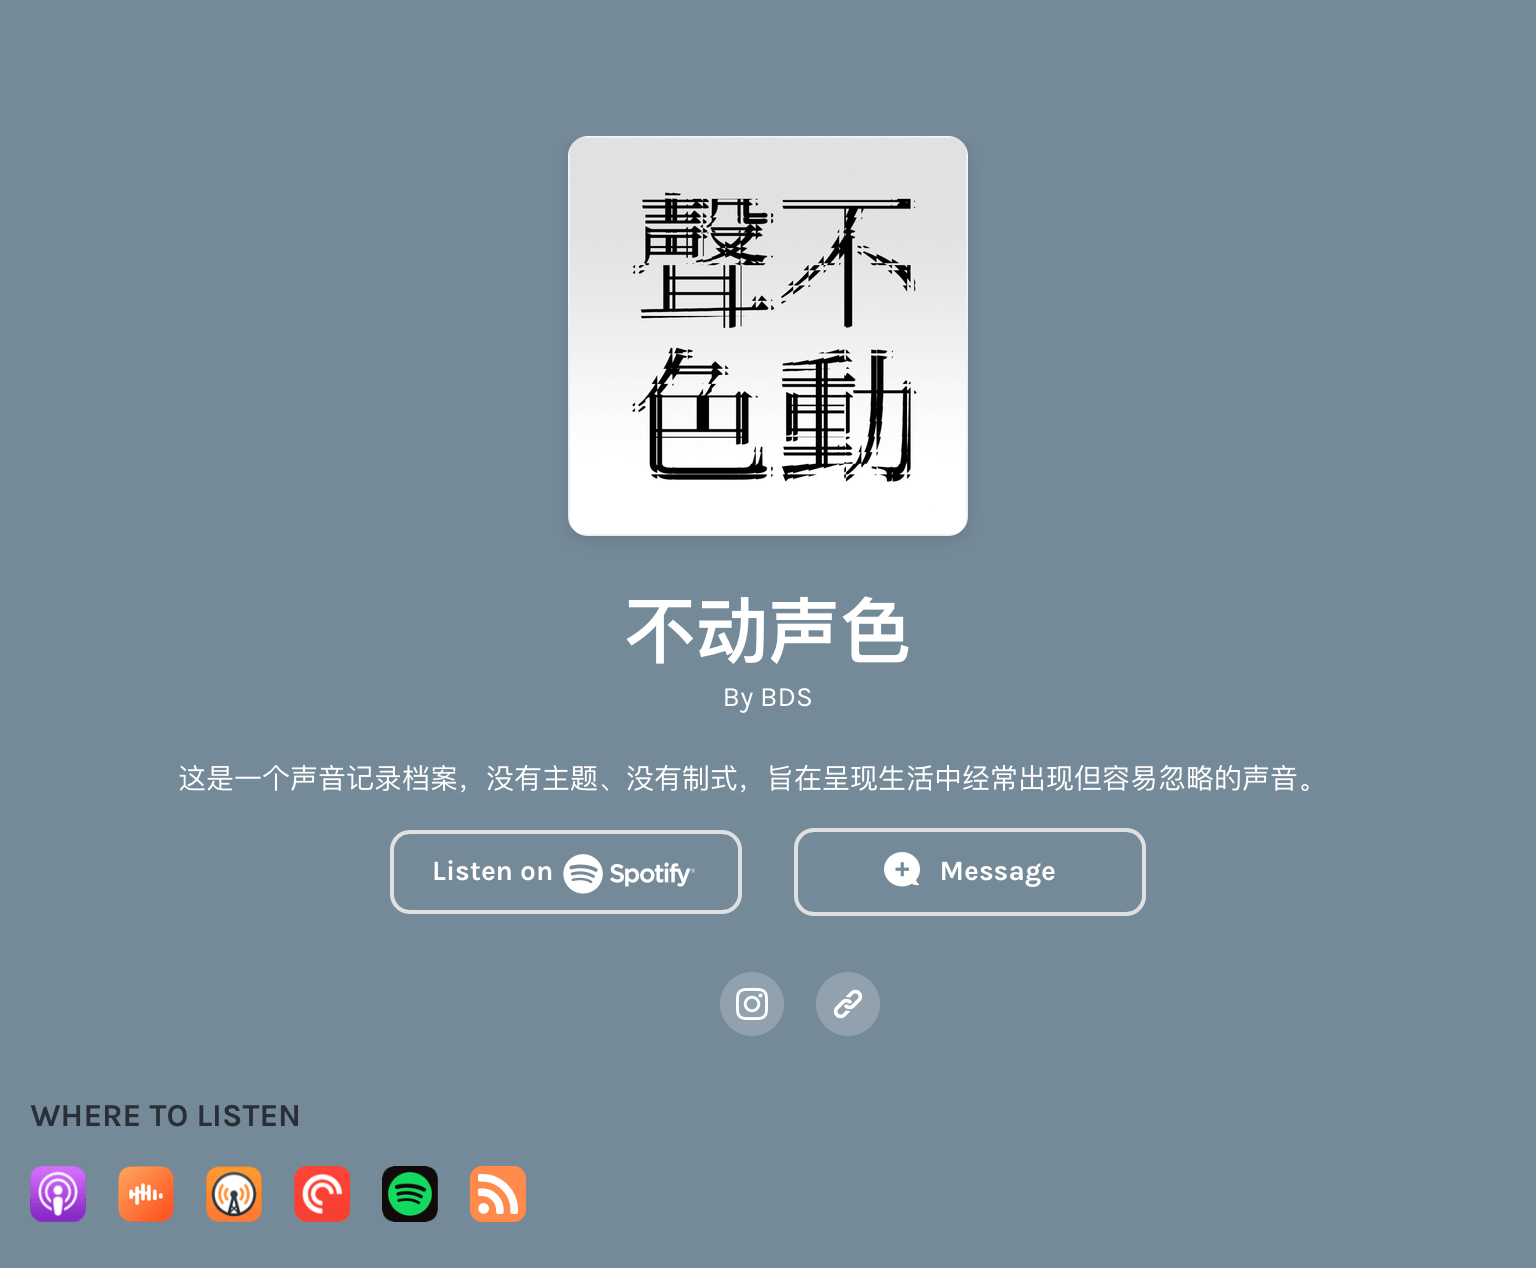 不動
聲色
不动声色
By BDS
这是一个声音记录档案，没有主题、没有制式，旨在呈现生活中经常出现但容易忽略的声音。
Listen on Spotify
Message
WHERE TO LISTEN